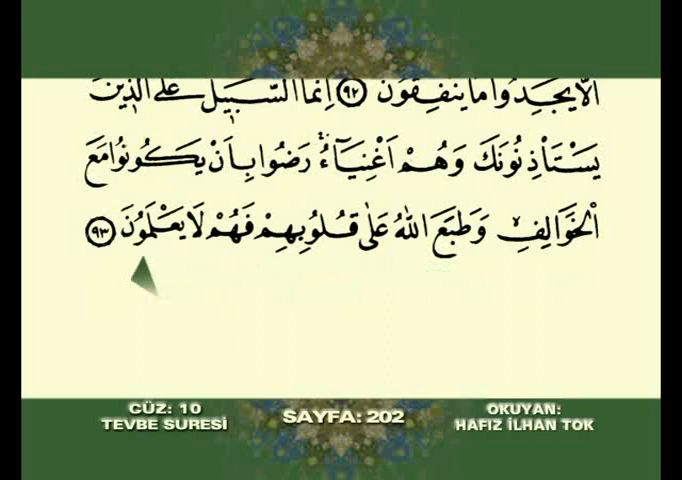 اَلَّا يَجِدُوا مَا يُنْفِقُونَ ﴿٩٢﴾ اِنَّمَا السَّبِيلُ عَلَى الَّذِينَ
يَسْتَأْذِنُونَكَ وَهُمْ اَغْنِيَآءُ رَضُوا بِاَنْ يَكُونُوا مَعَ
الْخَوَالِفِ وَطَبَعَ اللّٰهُ عَلٰى قُلُوبِهِمْ فَهُمْ لَا يَعْلَمُونَ ﴿٩٣﴾
CÜZ: 10
TEVBE SURESİ
SAYFA: 202
OKUYAN:
HAFIZ İLHAN TOK